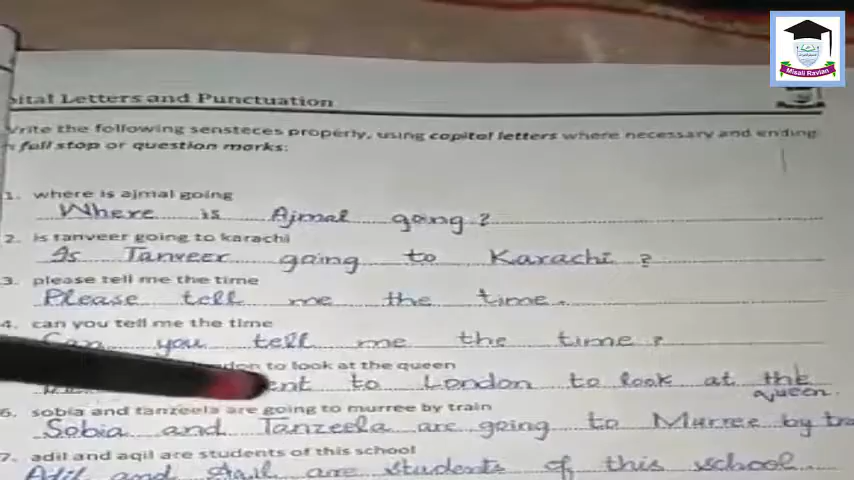 Misali Ravian
pital Letters and Punctuation
Write the following sensteces properly, using capitol letters where necessary and ending
full stop or question marks:
1. where is ajmal going
Where is Ajmal going?
2. is tanveer going to karachi
Is Tanveer going to Karachi?
3. please tell me the time
Please tell me the time.
4. can you tell me the time
Can you tell me the time?
to look at the queen
ent to London to look at the
queen.
6. sobia and tanzeela are going to murree by train
Sobia and Tanzeela are going to Murree by tra
7. adil and aqil are students of this school
Adil and Aqil are students of this school.